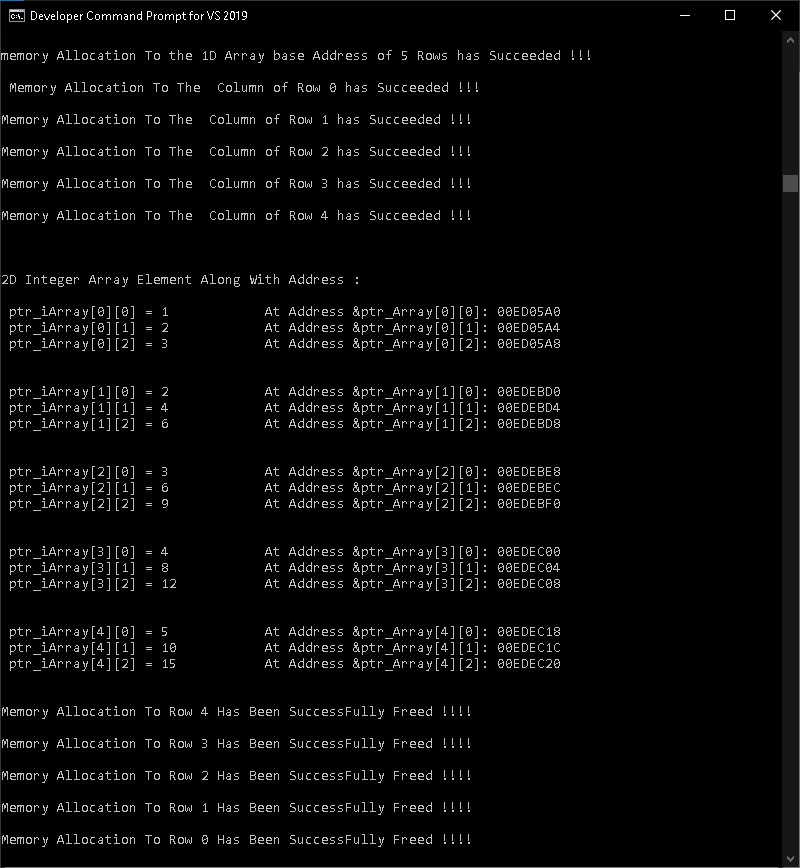 Developer Command Prompt for VS 2019
memory Allocation To the 1D Array base Address of 5 Rows has Succeeded !!!
Memory Allocation To The  Column of Row 0 has Succeeded !!!
Memory Allocation To The  Column of Row 1 has Succeeded !!!
Memory Allocation To The  Column of Row 2 has Succeeded !!!
Memory Allocation To The  Column of Row 3 has Succeeded !!!
Memory Allocation To The  Column of Row 4 has Succeeded !!!
2D Integer Array Element Along With Address :
ptr_iArray[0][0] = 1            At Address &ptr_Array[0][0]: 00ED05A0
ptr_iArray[0][1] = 2            At Address &ptr_Array[0][1]: 00ED05A4
ptr_iArray[0][2] = 3            At Address &ptr_Array[0][2]: 00ED05A8
ptr_iArray[1][0] = 2            At Address &ptr_Array[1][0]: 00EDEBD0
ptr_iArray[1][1] = 4            At Address &ptr_Array[1][1]: 00EDEBD4
ptr_iArray[1][2] = 6            At Address &ptr_Array[1][2]: 00EDEBD8
ptr_iArray[2][0] = 3            At Address &ptr_Array[2][0]: 00EDEBE8
ptr_iArray[2][1] = 6            At Address &ptr_Array[2][1]: 00EDEBEC
ptr_iArray[2][2] = 9            At Address &ptr_Array[2][2]: 00EDEBF0
ptr_iArray[3][0] = 4            At Address &ptr_Array[3][0]: 00EDEC00
ptr_iArray[3][1] = 8            At Address &ptr_Array[3][1]: 00EDEC04
ptr_iArray[3][2] = 12           At Address &ptr_Array[3][2]: 00EDEC08
ptr_iArray[4][0] = 5            At Address &ptr_Array[4][0]: 00EDEC18
ptr_iArray[4][1] = 10           At Address &ptr_Array[4][1]: 00EDEC1C
ptr_iArray[4][2] = 15           At Address &ptr_Array[4][2]: 00EDEC20
Memory Allocation To Row 4 Has Been SuccessFully Freed !!!!
Memory Allocation To Row 3 Has Been SuccessFully Freed !!!!
Memory Allocation To Row 2 Has Been SuccessFully Freed !!!!
Memory Allocation To Row 1 Has Been SuccessFully Freed !!!!
Memory Allocation To Row 0 Has Been SuccessFully Freed !!!!